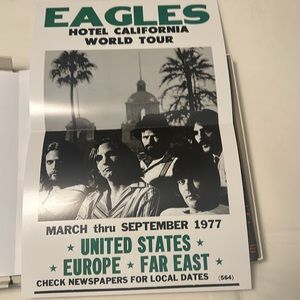 EAGLES
HOTEL CALIFORNIA
WORLD TOUR
MARCH thru SEPTEMBER 1977
★ UNITED STATES ★
★ EUROPE ★ FAR EAST ★
CHECK NEWSPAPERS FOR LOCAL DATES (564)